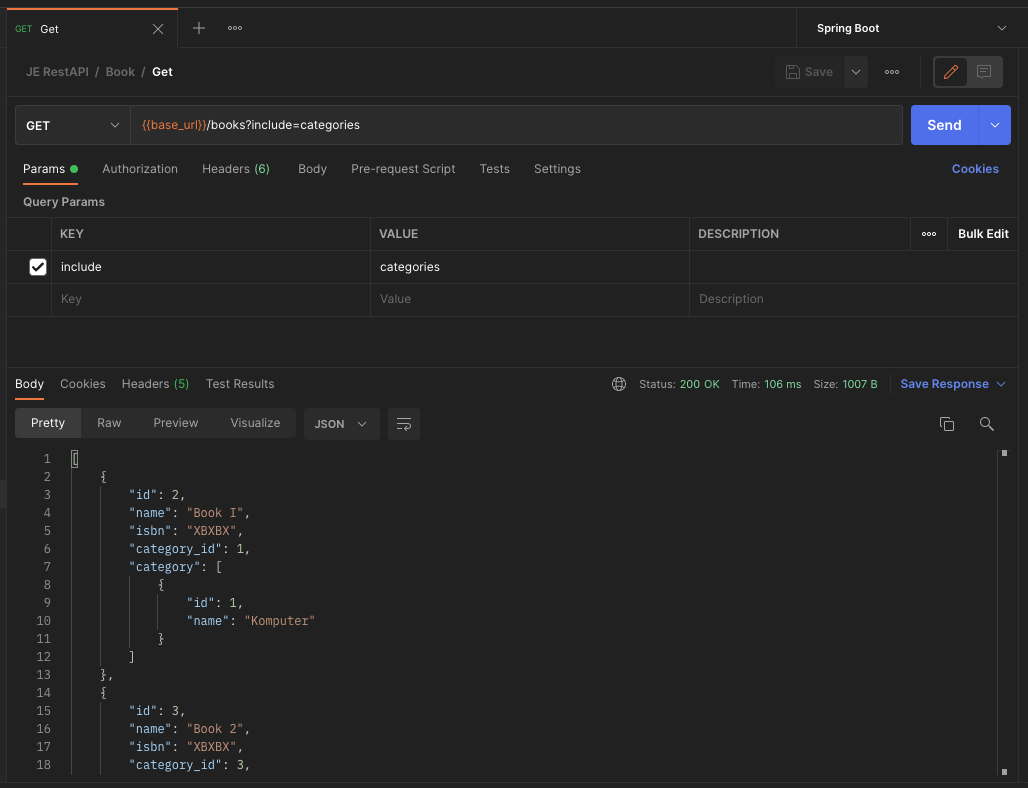 GET Get
Spring Boot
JE RestAPI / Book / Get
Save
GET
{{base_url}}/books?include=categories
Send
Params Authorization Headers (6) Body Pre-request Script Tests Settings Cookies
Query Params
KEY VALUE DESCRIPTION Bulk Edit
include categories
Key Value Description
Body Cookies Headers (5) Test Results Status: 200 OK Time: 106 ms Size: 1007 B Save Response
Pretty Raw Preview Visualize JSON
1 [
2 {
3 "id": 2,
4 "name": "Book I",
5 "isbn": "XBXBX",
6 "category_id": 1,
7 "category": [
8 {
9 "id": 1,
10 "name": "Komputer"
11 }
12 ]
13 },
14 {
15 "id": 3,
16 "name": "Book 2",
17 "isbn": "XBXBX",
18 "category_id": 3,